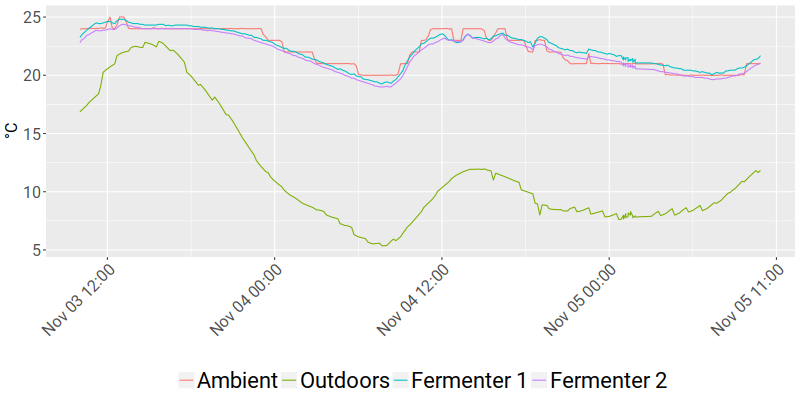 25
20
15
10
5
°C
Nov 03 12:00
Nov 04 00:00
Nov 04 12:00
Nov 05 00:00
Nov 05 11:00
Ambient Outdoors Fermenter 1 Fermenter 2